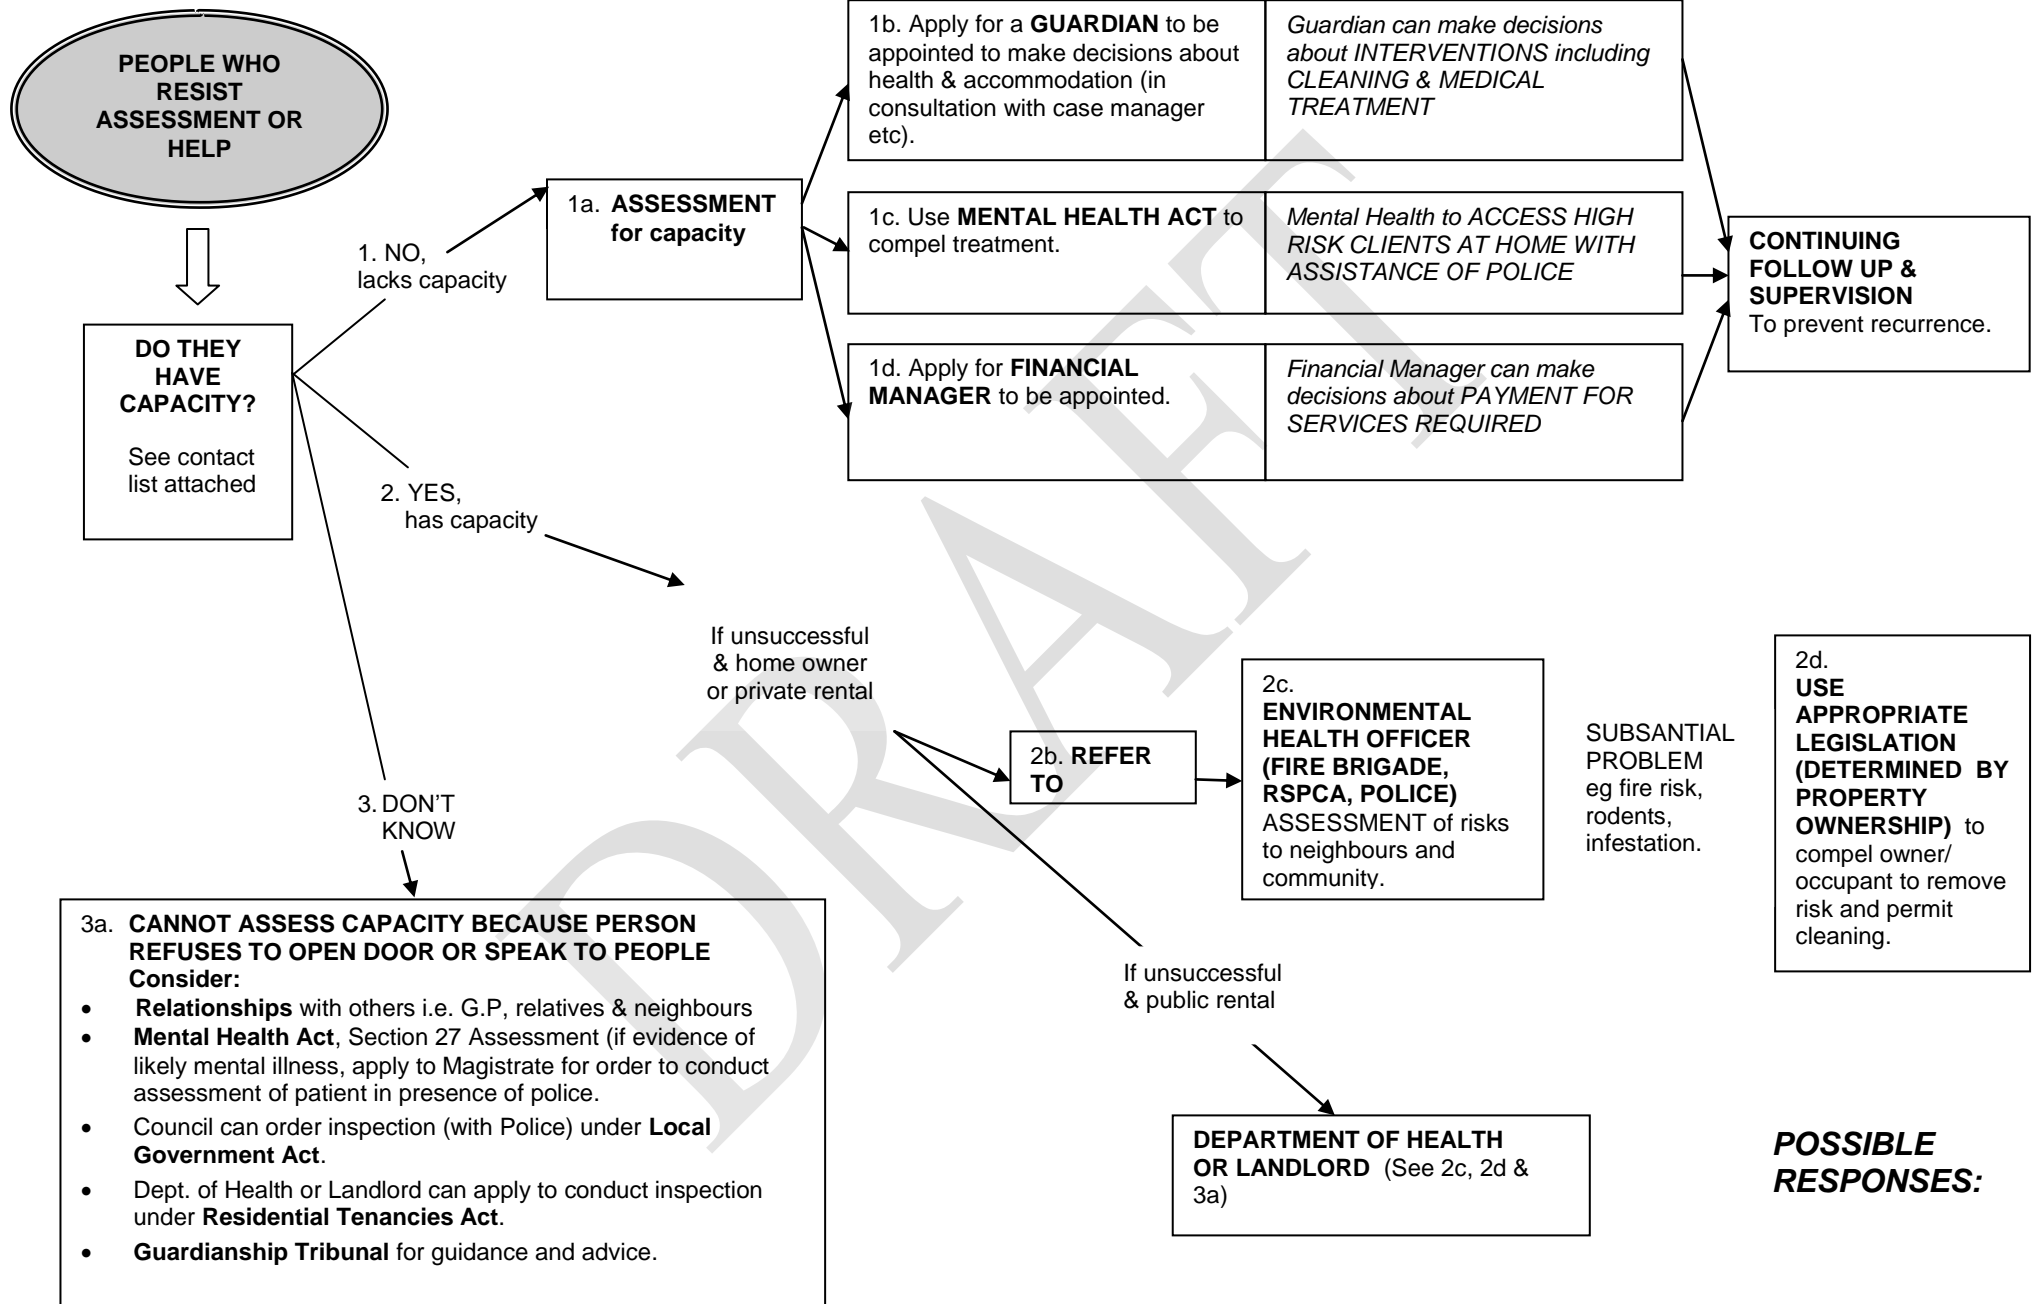 PEOPLE WHO
RESIST
ASSESSMENT OR
HELP
DO THEY
HAVE
CAPACITY?
See contact
list attached
1. NO,
lacks capacity
1a. ASSESSMENT
for capacity
1b. Apply for a GUARDIAN to be
appointed to make decisions about
health & accommodation (in
consultation with case manager
etc).
Guardian can make decisions
about INTERVENTIONS including
CLEANING & MEDICAL
TREATMENT
1c. Use MENTAL HEALTH ACT to
compel treatment.
Mental Health to ACCESS HIGH
RISK CLIENTS AT HOME WITH
ASSISTANCE OF POLICE
1d. Apply for FINANCIAL
MANAGER to be appointed.
Financial Manager can make
decisions about PAYMENT FOR
SERVICES REQUIRED
CONTINUING
FOLLOW UP &
SUPERVISION
To prevent recurrence.
2. YES,
has capacity
If unsuccessful
& home owner
or private rental
2b. REFER
TO
2c.
ENVIRONMENTAL
HEALTH OFFICER
(FIRE BRIGADE,
RSPCA, POLICE)
ASSESSMENT of risks
to neighbours and
community.
SUBSANTIAL
PROBLEM
eg fire risk,
rodents,
infestation.
2d.
USE
APPROPRIATE
LEGISLATION
(DETERMINED BY
PROPERTY
OWNERSHIP) to
compel owner/
occupant to remove
risk and permit
cleaning.
If unsuccessful
& public rental
DEPARTMENT OF HEALTH
OR LANDLORD (See 2c, 2d &
3a)
3. DON'T
KNOW
3a. CANNOT ASSESS CAPACITY BECAUSE PERSON
REFUSES TO OPEN DOOR OR SPEAK TO PEOPLE
Consider:
• Relationships with others i.e. G.P, relatives & neighbours
• Mental Health Act, Section 27 Assessment (if evidence of
likely mental illness, apply to Magistrate for order to conduct
assessment of patient in presence of police.
• Council can order inspection (with Police) under Local
Government Act.
• Dept. of Health or Landlord can apply to conduct inspection
under Residential Tenancies Act.
• Guardianship Tribunal for guidance and advice.
POSSIBLE
RESPONSES:
DRAFT